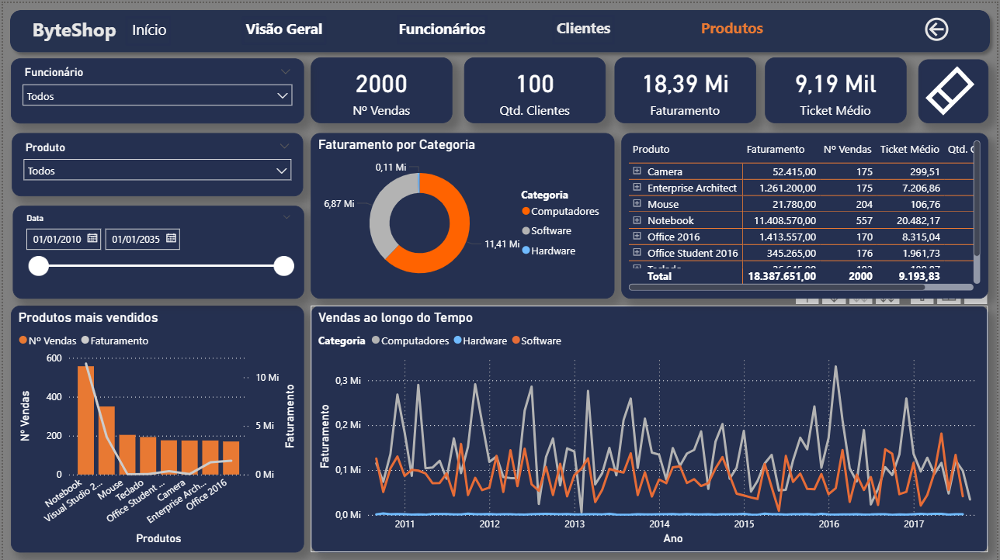 ByteShop Início Visão Geral Funcionários Clientes Produtos
Funcionário
Todos
2000
Nº Vendas
100
Qtd. Clientes
18,39 Mi
Faturamento
9,19 Mil
Ticket Médio
Produto
Todos
Data
01/01/2010 01/01/2035
Faturamento por Categoria
0,11 Mi
6,87 Mi
11,41 Mi
Categoria
Computadores
Software
Hardware
Produto Faturamento Nº Vendas Ticket Médio Qtd.
Camera 52.415,00 175 299,51
Enterprise Architect 1.261.200,00 175 7.206,86
Mouse 21.780,00 204 106,76
Notebook 11.408.570,00 557 20.482,17
Office 2016 1.413.557,00 170 8.315,04
Office Student 2016 345.265,00 176 1.961,73
Total 18.387.651,00 2000 9.193,83
Produtos mais vendidos
Nº Vendas Faturamento
600
400
200
0
Nº Vendas
10 Mi
5 Mi
0 Mi
Faturamento
Notebook
Visual Studio 2...
Mouse
Teclado
Office Student ...
Camera
Enterprise Arch...
Office 2016
Produtos
Vendas ao longo do Tempo
Categoria Computadores Hardware Software
0,3 Mi
0,2 Mi
0,1 Mi
0,0 Mi
Faturamento
2011 2012 2013 2014 2015 2016 2017
Ano